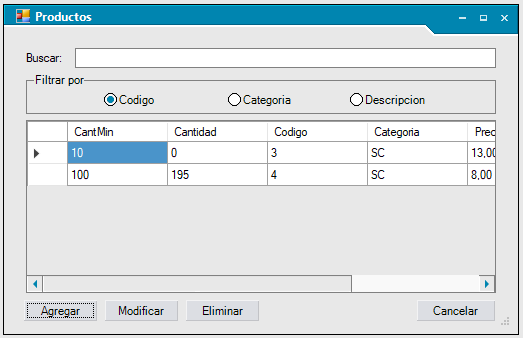 Productos
Buscar:
Filtrar por
Codigo Categoria Descripcion
CantMin Cantidad Codigo Categoria Prec
10 0 3 SC 13,00
100 195 4 SC 8,00
Agregar Modificar Eliminar Cancelar